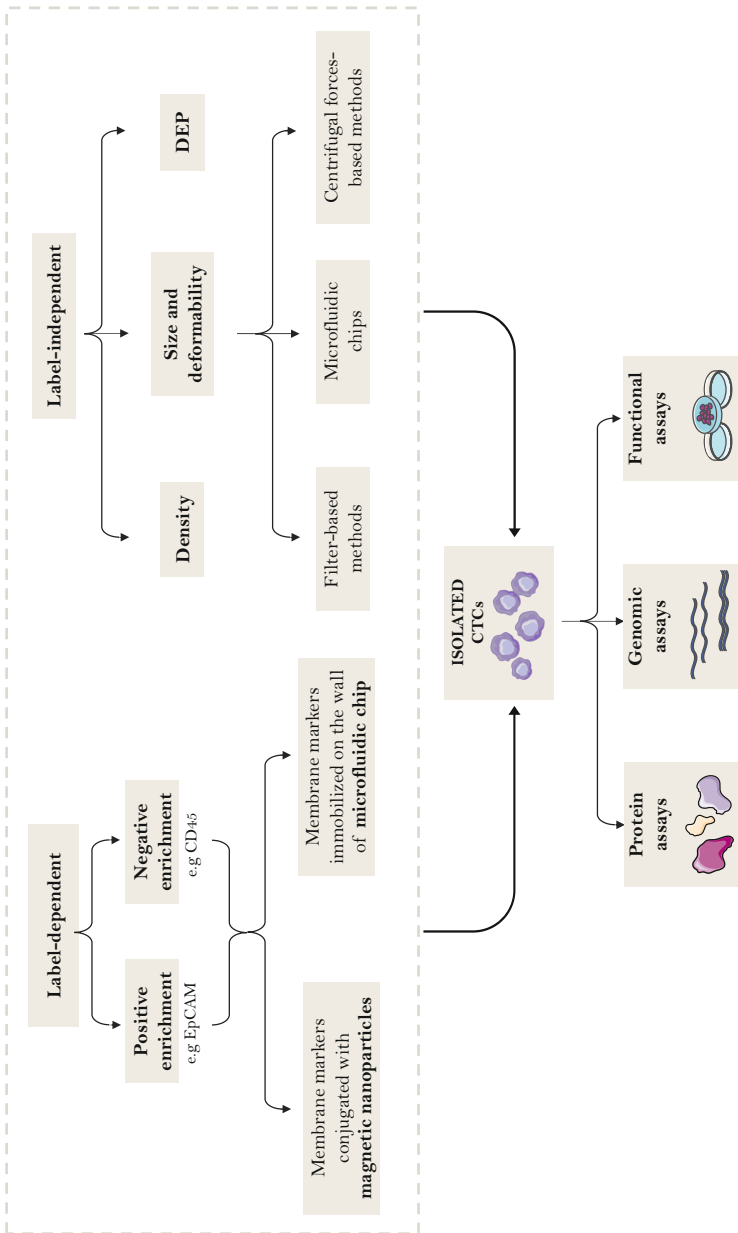 Label-dependent
Positive
enrichment
e.g EpCAM
Negative
enrichment
e.g CD45
Membrane markers
conjugated with
magnetic nanoparticles
Membrane markers
immobilized on the wall
of microfluidic chip
Label-independent
Density
Size and
deformability
DEP
Filter-based
methods
Microfluidic
chips
Centrifugal forces-
based methods
ISOLATED
CTCs
Protein
assays
Genomic
assays
Functional
assays